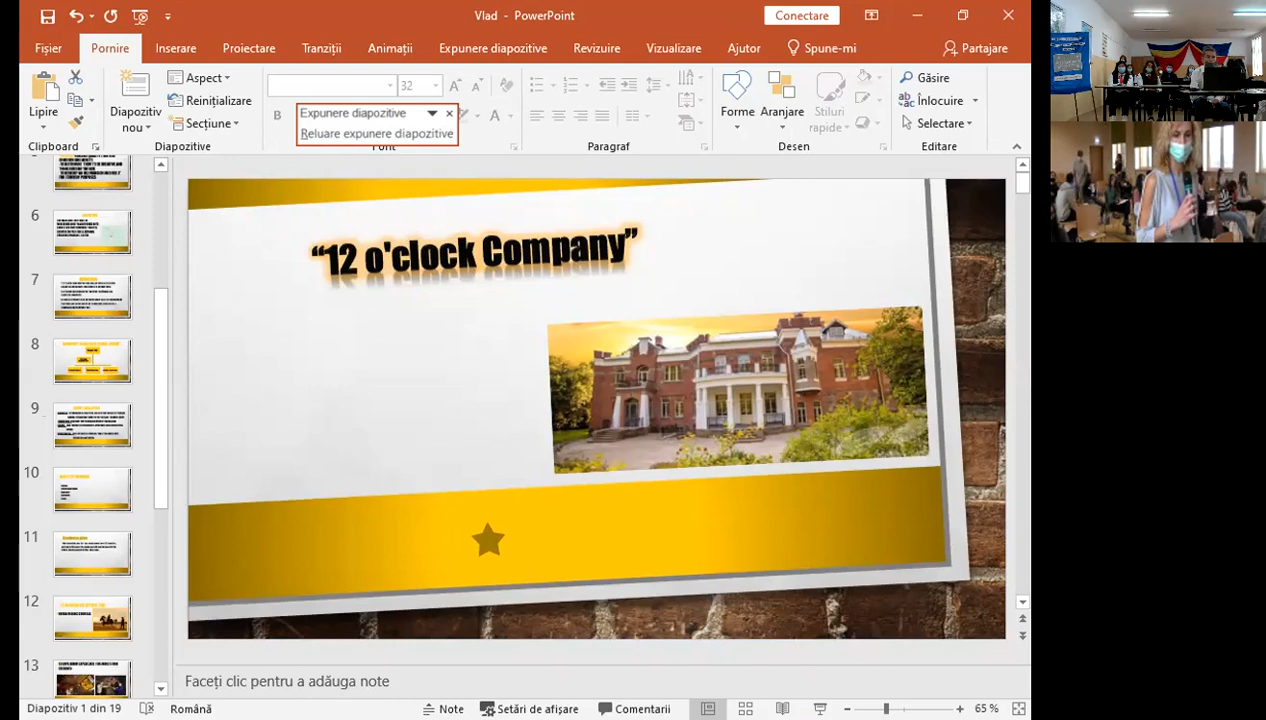 Vlad - PowerPoint
Conectare
Fișier
Pornire
Inserare
Proiectare
Tranziții
Animații
Expunere diapozitive
Revizuire
Vizualizare
Ajutor
Spune-mi
Partajare
Lipire
Diapozitiv nou
Aspect
Reinițializare
Secțiune
32
B
A
Expunere diapozitive
Reluare expunere diapozitive
Forme
Aranjare
Stiluri rapide
Găsire
Înlocuire
Selectare
Clipboard
Diapozitive
Font
Paragraf
Desen
Editare
6
7
8
9
10
11
12
13
“12 o'clock Company”
Faceți clic pentru a adăuga note
Diapozitiv 1 din 19
Română
Note
Setări de afișare
Comentarii
65 %